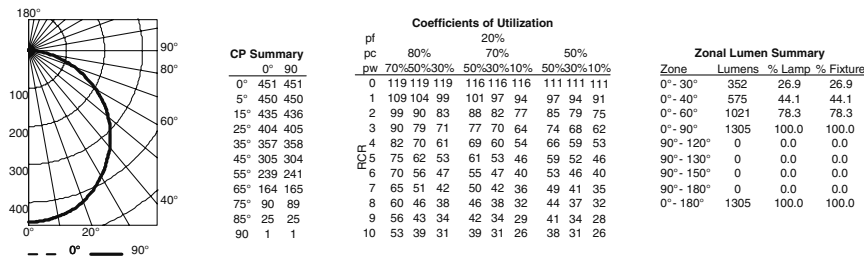 180°
90°
80°
100
60°
200
300
40°
400
0° 20°
0° 90°
CP Summary
0° 90
0° 451 451
5° 450 450
15° 435 436
25° 404 405
35° 357 358
45° 305 304
55° 239 241
65° 164 165
75° 90 89
85° 25 25
90 1 1
Coefficients of Utilization
pf 20%
pc 80% 70% 50%
pw 70%50%30% 50%30%10% 50%30%10%
RCR
0 119 119 119 116 116 116 111 111 111
1 109 104 99 101 97 94 97 94 91
2 99 90 83 88 82 77 85 79 75
3 90 79 71 77 70 64 74 68 62
4 82 70 61 69 60 54 66 59 53
5 75 62 53 61 53 46 59 52 46
6 70 56 47 55 47 40 53 46 40
7 65 51 42 50 42 36 49 41 35
8 60 46 38 46 38 32 44 37 32
9 56 43 34 42 34 29 41 34 28
10 53 39 31 39 31 26 38 31 26
Zonal Lumen Summary
Zone Lumens % Lamp % Fixture
0°- 30° 352 26.9 26.9
0°- 40° 575 44.1 44.1
0°- 60° 1021 78.3 78.3
0°- 90° 1305 100.0 100.0
90°- 120° 0 0.0 0.0
90°- 130° 0 0.0 0.0
90°- 150° 0 0.0 0.0
90°- 180° 0 0.0 0.0
0°- 180° 1305 100.0 100.0